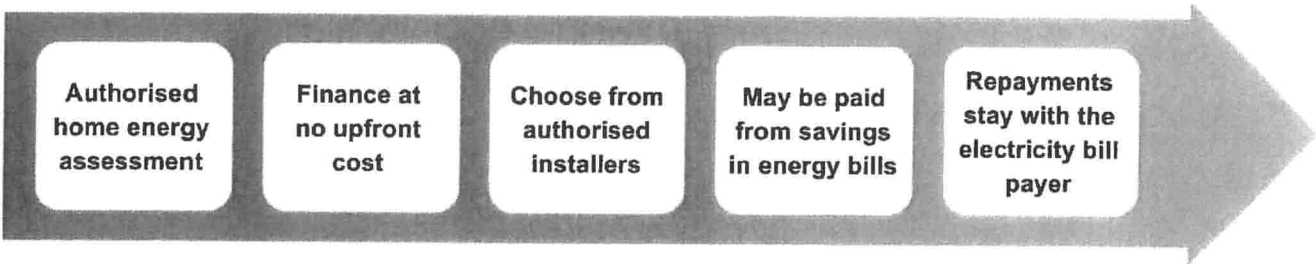 Authorised
home energy
assessment
Finance at
no upfront
cost
Choose from
authorised
installers
May be paid
from savings
in energy bills
Repayments
stay with the
electricity bill
payer